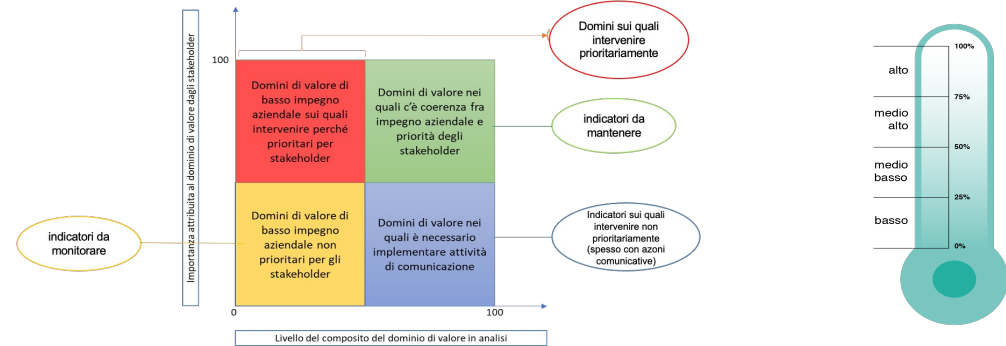 Domini sui quali
intervenire
prioritariamente
100
Importanza attribuita al dominio di valore dagli stakeholder
Domini di valore di
basso impegno
aziendale sui quali
intervenire perché
prioritari per
stakeholder
Domini di valore nei
quali c'è coerenza fra
impegno aziendale e
priorità degli
stakeholder
indicatori da
mantenere
indicatori da
monitorare
Domini di valore di
basso impegno
aziendale non
prioritari per gli
stakeholder
Domini di valore nei
quali è necessario
implementare attività
di comunicazione
Indicatori sui quali
intervenire non
prioritariamente
(spesso con azoni
comunicative)
0
100
Livello del composito del dominio di valore in analisi
100%
alto
75%
medio
alto
50%
medio
basso
25%
basso
0%